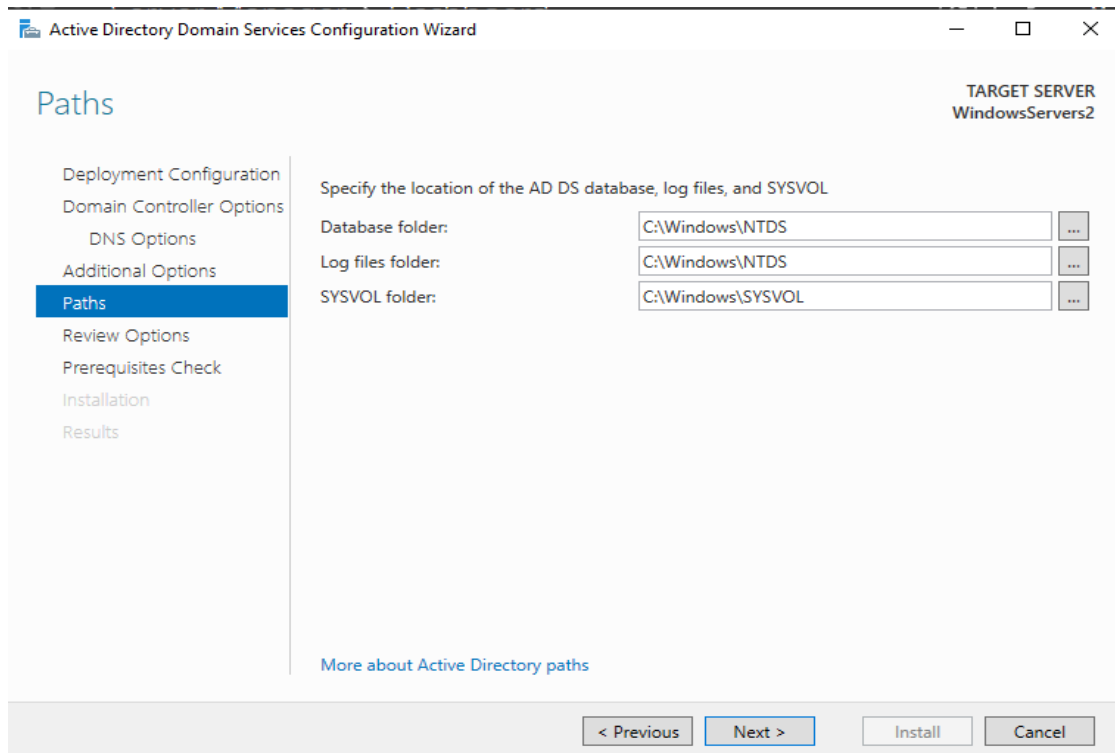 Active Directory Domain Services Configuration Wizard
Paths
TARGET SERVER
WindowsServers2
Deployment Configuration
Domain Controller Options
DNS Options
Additional Options
Paths
Review Options
Prerequisites Check
Installation
Results
Specify the location of the AD DS database, log files, and SYSVOL
Database folder: C:\Windows\NTDS ...
Log files folder: C:\Windows\NTDS ...
SYSVOL folder: C:\Windows\SYSVOL ...
More about Active Directory paths
< Previous Next > Install Cancel